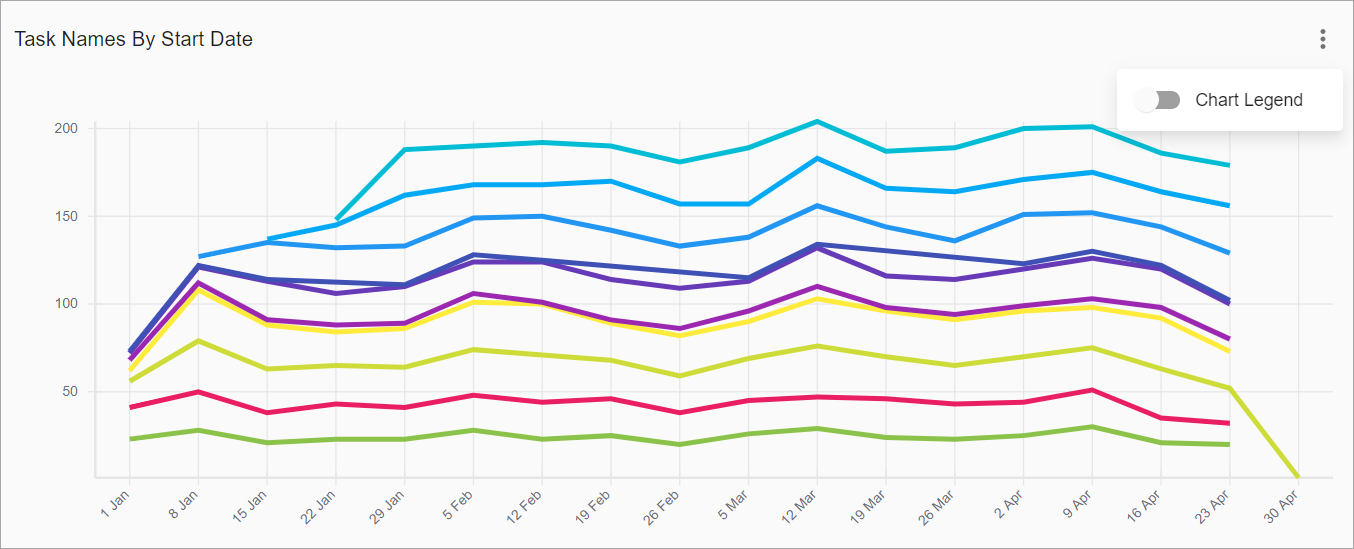 Task Names By Start Date
Chart Legend
200
150
100
50
1 Jan
8 Jan
15 Jan
22 Jan
29 Jan
5 Feb
12 Feb
19 Feb
26 Feb
5 Mar
12 Mar
19 Mar
26 Mar
2 Apr
9 Apr
16 Apr
23 Apr
30 Apr